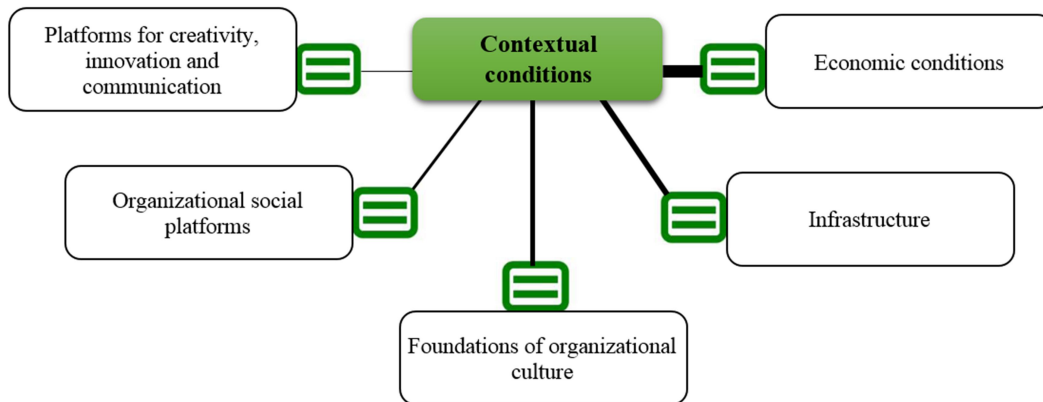 Platforms for creativity,
innovation and
communication
Contextual
conditions
Economic conditions
Organizational social
platforms
Infrastructure
Foundations of organizational
culture